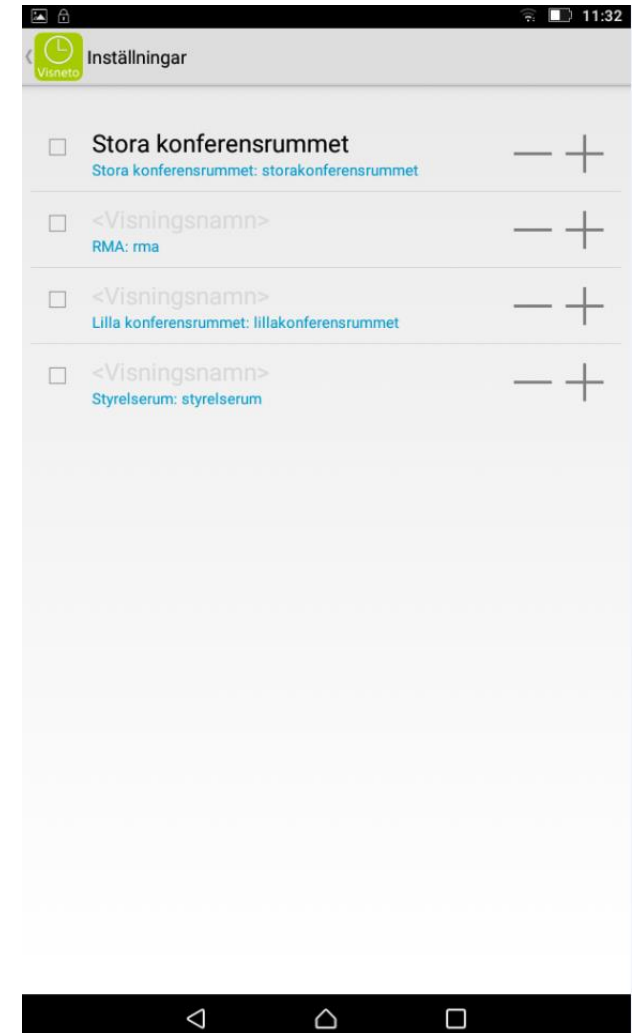 11:32
Visneto
Inställningar
Stora konferensrummet
Stora konferensrummet: storakonferensrummet
<Visningsnamn>
RMA: rma
<Visningsnamn>
Lilla konferensrummet: lillakonferensrummet
<Visningsnamn>
Styrelserum: styrelserum